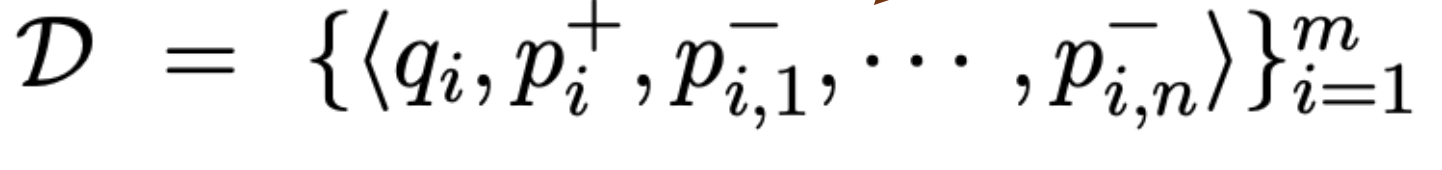 𝒟 = {⟨q_i, p_i^+, p_{i,1}^-, ⋯ , p_{i,n}^-⟩}_{i=1}^m